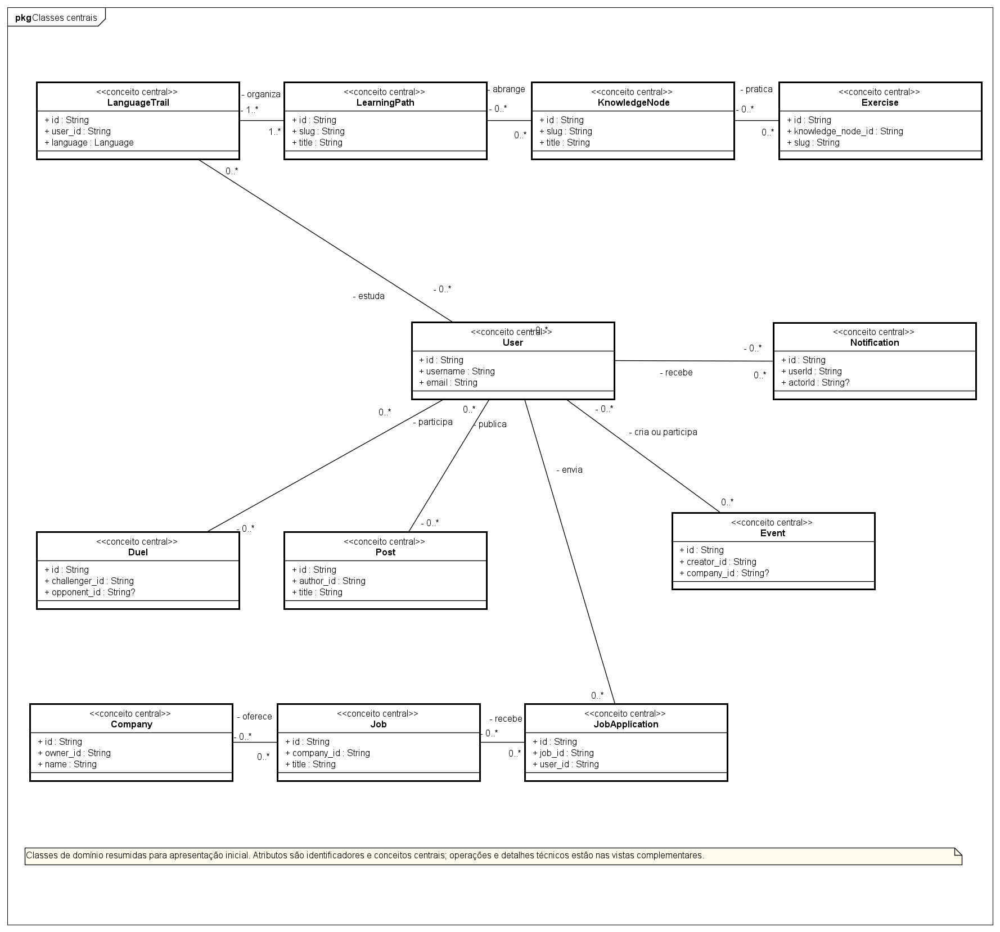 pkg Classes centrais
<<conceito central>>
LanguageTrail
+ id : String
+ user_id : String
+ language : Language
- organiza
- 1..*
1..*
<<conceito central>>
LearningPath
+ id : String
+ slug : String
+ title : String
- abrange
- 0..*
0..*
<<conceito central>>
KnowledgeNode
+ id : String
+ slug : String
+ title : String
- pratica
- 0..*
0..*
<<conceito central>>
Exercise
+ id : String
+ knowledge_node_id : String
+ slug : String
0..*
- 0..*
- estuda
- 0..*
<<conceito central>>
User
+ id : String
+ username : String
+ email : String
- 0..*
- recebe
0..*
<<conceito central>>
Notification
+ id : String
+ userId : String
+ actorId : String?
0..*
- participa
0..*
- publica
- 0..*
- cria ou participa
- envia
0..*
- 0..*
- 0..*
<<conceito central>>
Duel
+ id : String
+ challenger_id : String
+ opponent_id : String?
<<conceito central>>
Post
+ id : String
+ author_id : String
+ title : String
<<conceito central>>
Event
+ id : String
+ creator_id : String
+ company_id : String?
0..*
<<conceito central>>
Company
+ id : String
+ owner_id : String
+ name : String
- oferece
- 0..*
0..*
<<conceito central>>
Job
+ id : String
+ company_id : String
+ title : String
- recebe
- 0..*
0..*
<<conceito central>>
JobApplication
+ id : String
+ job_id : String
+ user_id : String
Classes de domínio resumidas para apresentação inicial. Atributos são identificadores e conceitos centrais; operações e detalhes técnicos estão nas vistas complementares.